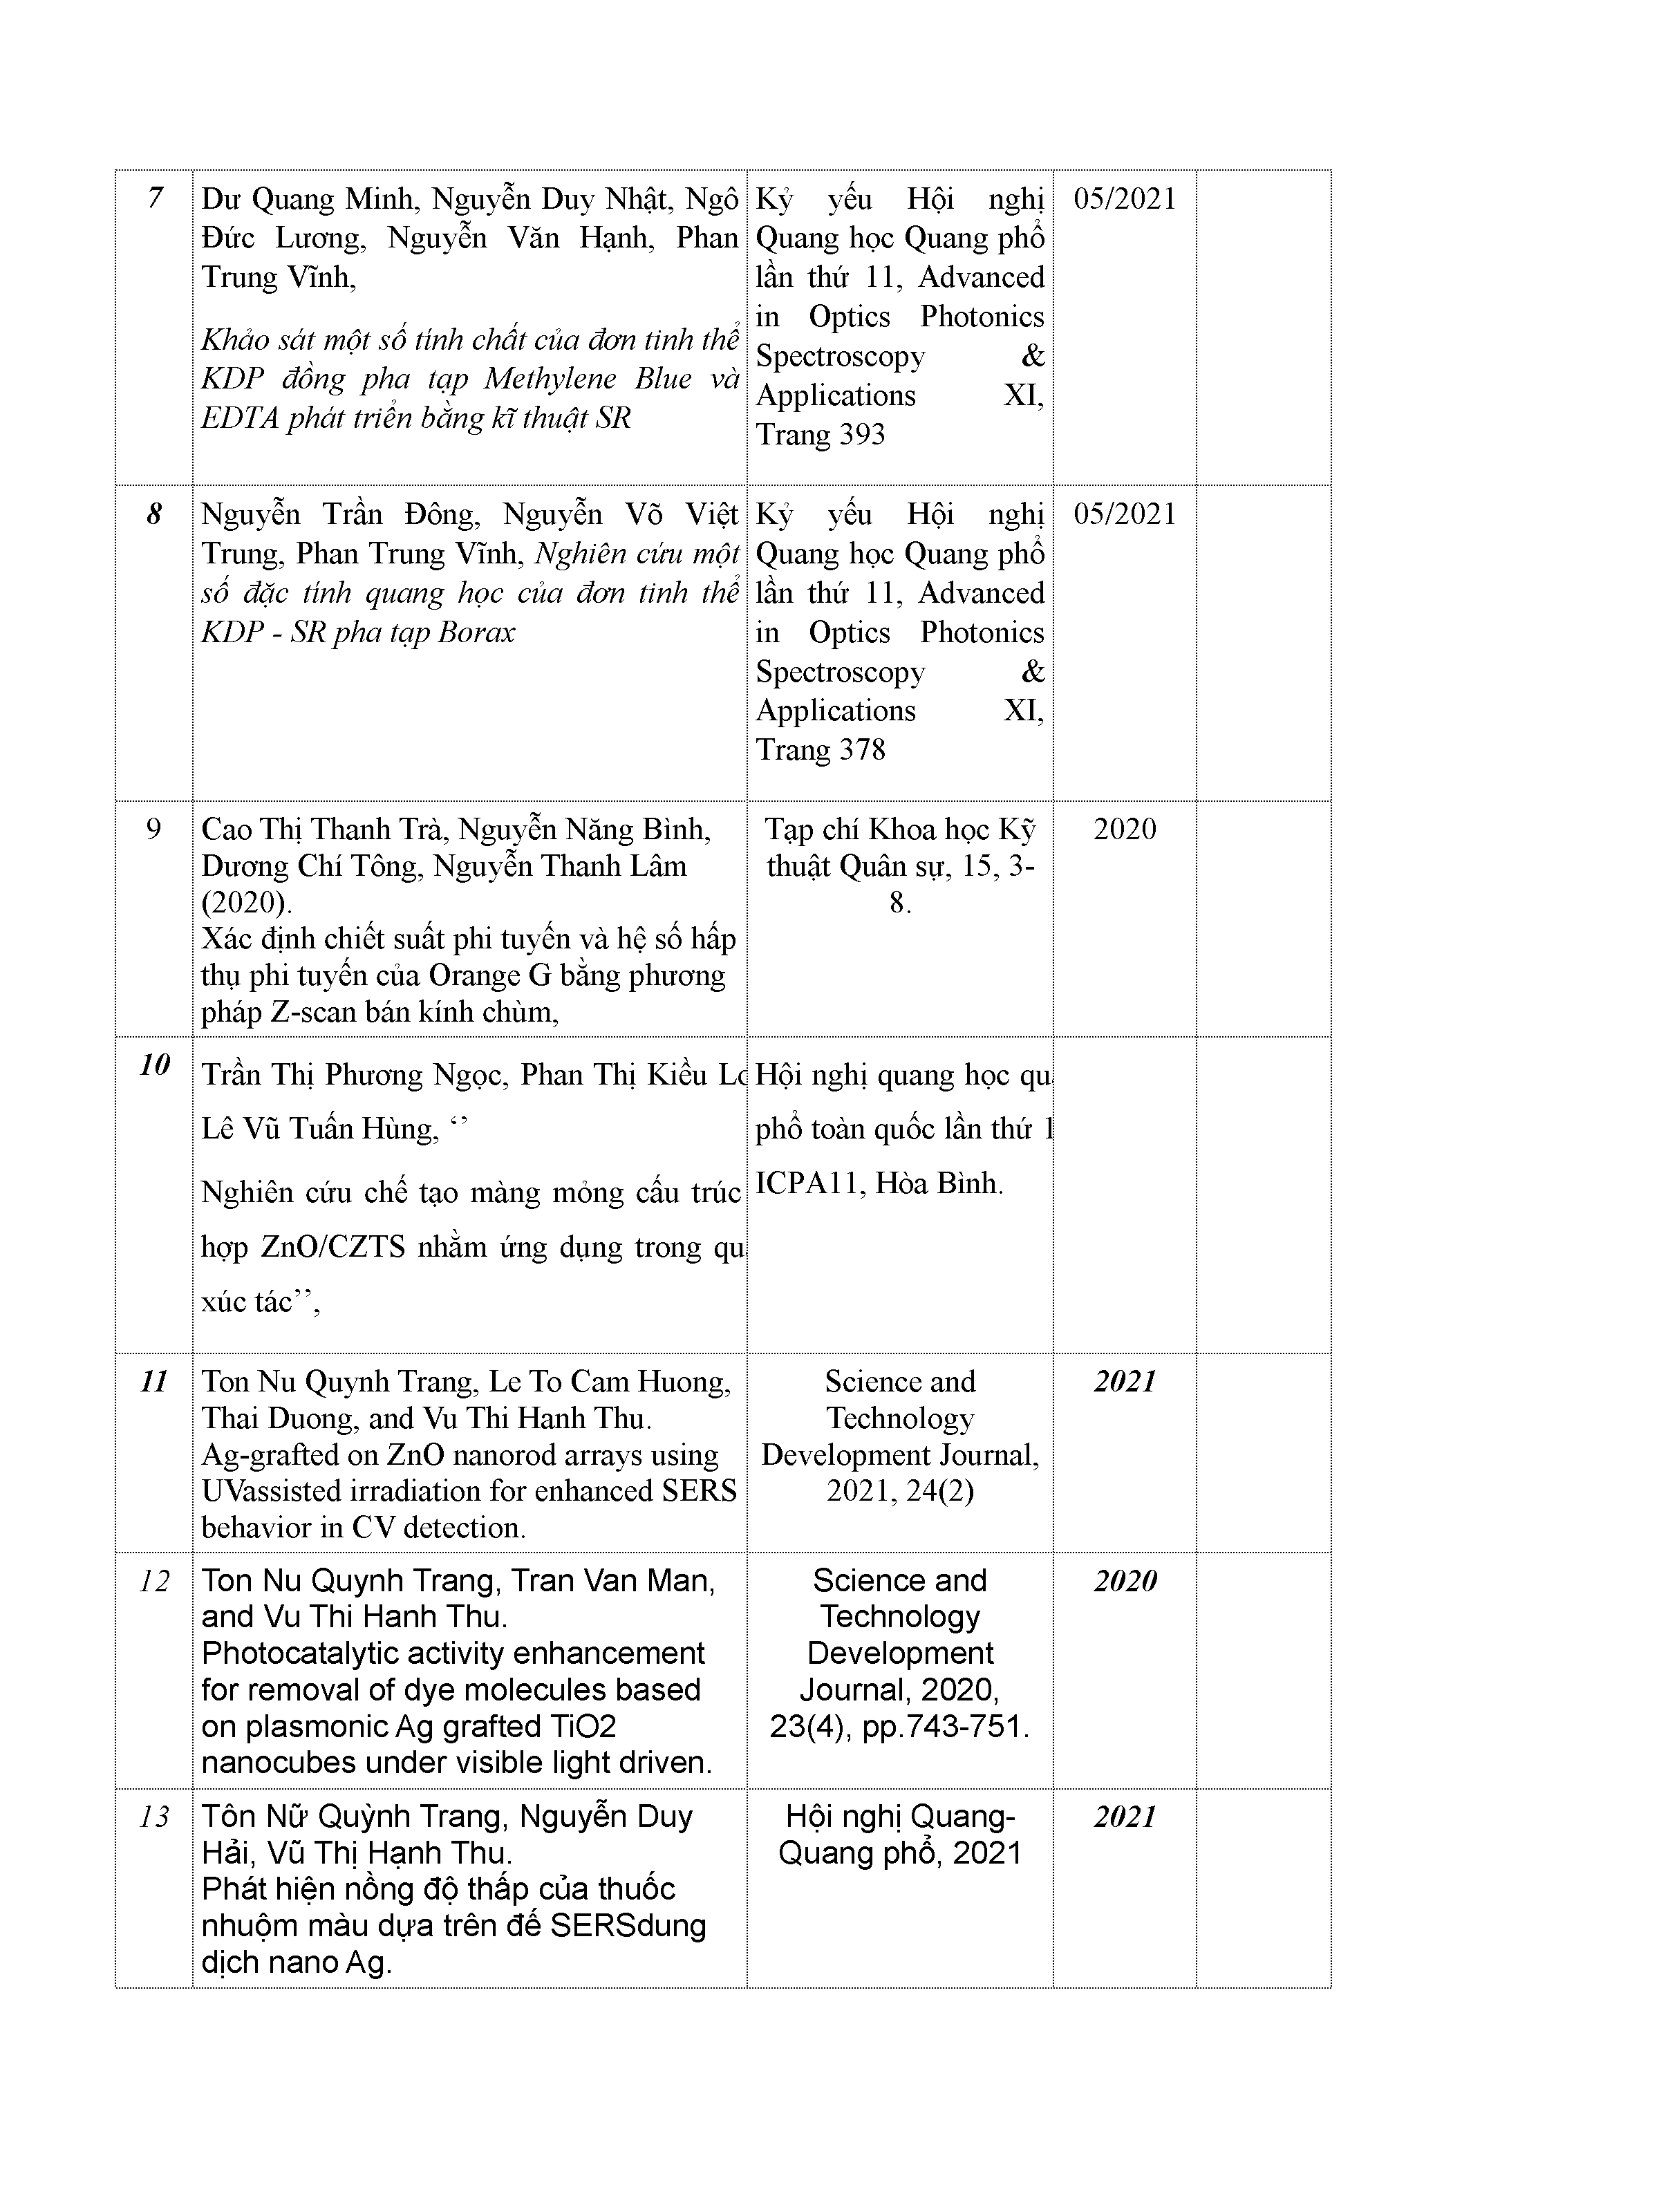 7
Dư Quang Minh, Nguyễn Duy Nhật, Ngô
Đức Lương, Nguyễn Văn Hạnh, Phan
Trung Vĩnh,
Khảo sát một số tính chất của đơn tinh thể
KDP đồng pha tạp Methylene Blue và
EDTA phát triển bằng kĩ thuật SR
Kỷ yếu Hội nghị
Quang học Quang phổ
lần thứ 11, Advanced
in Optics Photonics
Spectroscopy &
Applications XI,
Trang 393
05/2021
8
Nguyễn Trần Đông, Nguyễn Võ Việt
Trung, Phan Trung Vĩnh, Nghiên cứu một
số đặc tính quang học của đơn tinh thể
KDP - SR pha tạp Borax
Kỷ yếu Hội nghị
Quang học Quang phổ
lần thứ 11, Advanced
in Optics Photonics
Spectroscopy &
Applications XI,
Trang 378
05/2021
9
Cao Thị Thanh Trà, Nguyễn Năng Bình,
Dương Chí Tông, Nguyễn Thanh Lâm
(2020).
Xác định chiết suất phi tuyến và hệ số hấp
thụ phi tuyến của Orange G bằng phương
pháp Z-scan bán kính chùm,
Tạp chí Khoa học Kỹ
thuật Quân sự, 15, 3-
8.
2020
10
Trần Thị Phương Ngọc, Phan Thị Kiều
Lê Vũ Tuấn Hùng, ‘’
Nghiên cứu chế tạo màng mỏng cấu trúc
hợp ZnO/CZTS nhằm ứng dụng trong
xúc tác’’,
Hội nghị quang học
phổ toàn quốc lần thứ
ICPA11, Hòa Bình.
11
Ton Nu Quynh Trang, Le To Cam Huong,
Thai Duong, and Vu Thi Hanh Thu.
Ag-grafted on ZnO nanorod arrays using
UVassisted irradiation for enhanced SERS
behavior in CV detection.
Science and
Technology
Development Journal,
2021, 24(2)
2021
12
Ton Nu Quynh Trang, Tran Van Man,
and Vu Thi Hanh Thu.
Photocatalytic activity enhancement
for removal of dye molecules based
on plasmonic Ag grafted TiO2
nanocubes under visible light driven.
Science and
Technology
Development
Journal, 2020,
23(4), pp.743-751.
2020
13
Tôn Nữ Quỳnh Trang, Nguyễn Duy
Hải, Vũ Thị Hạnh Thu.
Phát hiện nồng độ thấp của thuốc
nhuộm màu dựa trên đế SERSdung
dịch nano Ag.
Hội nghị Quang-
Quang phổ, 2021
2021